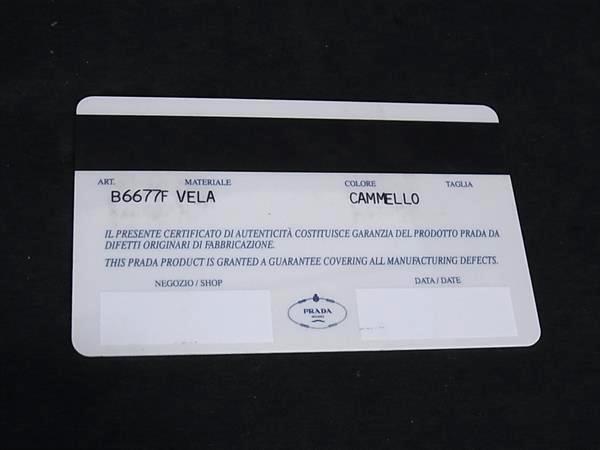 ART. MATERIALE COLORE TAGLIA
B6677F VELA CAMMELLO
IL PRESENTE CERTIFICATO DI AUTENTICITÀ COSTITUISCE GARANZIA DEL PRODOTTO PRADA DA
DIFETTI ORIGINARI DI FABBRICAZIONE.
THIS PRADA PRODUCT IS GRANTED A GUARANTEE COVERING ALL MANUFACTURING DEFECTS.
NEGOZIO / SHOP DATA / DATE
PRADA
MILANO